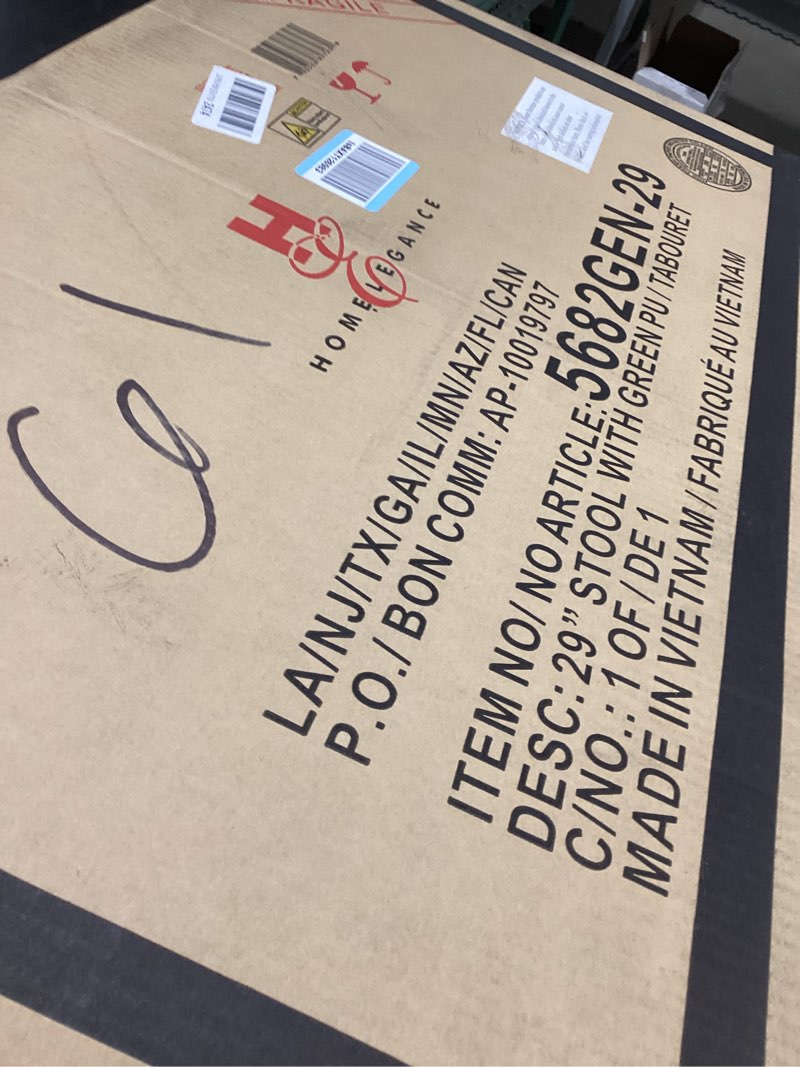 FRAGILE
HOMELEGANCE
61
LA/NJ/TX/GA/IL/MN/AZ/FL/CAN
P.O./ BON COMM: AP-10019797
ITEM NO/ NO ARTICLE:5682GEN-29
DESC: 29” STOOL WITH GREEN PU / TABOURET
C/NO.: 1 OF / DE 1
MADE IN VIETNAM / FABRIQUÉ AU VIETNAM